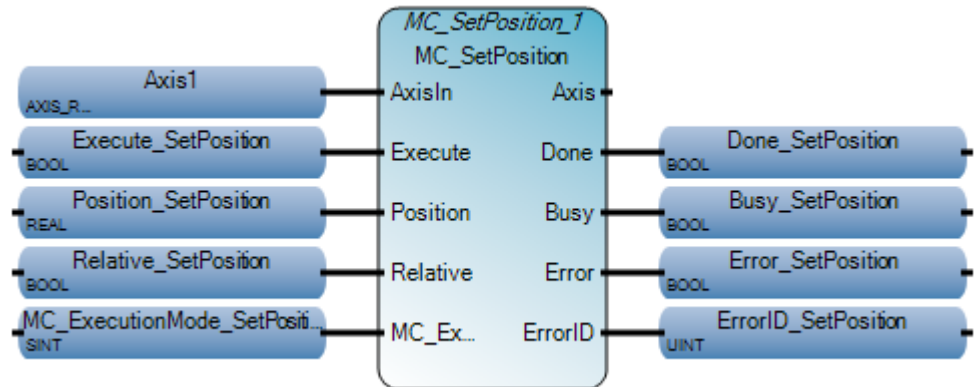 MC_SetPosition_1
MC_SetPosition
Axis1
AXIS_R...
AxisIn
Axis
Execute_SetPosition
BOOL
Execute
Done
Done_SetPosition
BOOL
Position_SetPosition
REAL
Position
Busy
Busy_SetPosition
BOOL
Relative_SetPosition
BOOL
Relative
Error
Error_SetPosition
BOOL
MC_ExecutionMode_SetPositi...
SINT
MC_Ex...
ErrorID
ErrorID_SetPosition
UINT